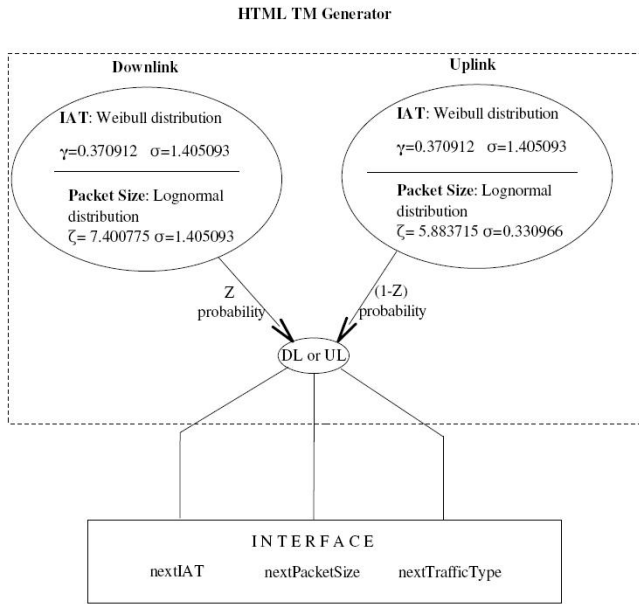 HTML TM Generator
Downlink
IAT: Weibull distribution
γ=0.370912 σ=1.405093
Packet Size: Lognormal
distribution
ζ= 7.400775 σ=1.405093
Uplink
IAT: Weibull distribution
γ=0.370912 σ=1.405093
Packet Size: Lognormal
distribution
ζ= 5.883715 σ=0.330966
Z
probability
(1-Z)
probability
DL or UL
INTERFACE
nextIAT nextPacketSize nextTrafficType